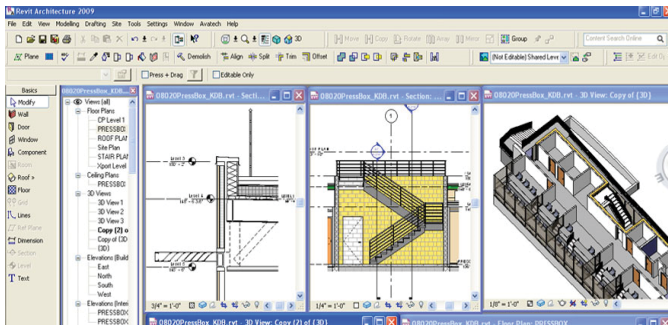 Revit Architecture 2009
File Edit View Modelling Drafting Site Tools Settings Window Avatech Help
Move Copy Rotate Array Mirror Group Content Search Online
Plane Demolish Align Split Trim Offset (Not Editable) Shared Leve
Press + Drag Editable Only
Basics
Modify
Wall
Door
Window
Component
Room
Roof »
Floor
Grid
Lines
Ref Plane
Dimension
Section
Level
Text
08020PressBox_KDB...
Views (all)
Floor Plans
CP Level 1
PRESSBOX
ROOF PLAN
Site Plan
STAIR PLAN
Xport Level
Ceiling Plans
PRESSBO
3D Views
3D View 1
3D View 2
3D View 3
Copy (2) o
Copy of {3D
{3D}
Elevations (Build
East
North
South
West
Elevations (Interi
PRESSBOX
PRESSBOX
08020PressBox_KDB.rvt - Secti...
3/4" = 1'-0"
08020PressBox_KDB.rvt - Section: ...
1
1/4" = 1'-0"
08020PressBox_KDB.rvt - 3D View: Copy of {3D}
1/8" = 1'-0"
08020PressBox_KDB.rvt - 3D View: Copy (2) of {3D}
08020PressBox_KDB.rvt - Floor Plan: PRESSBOX